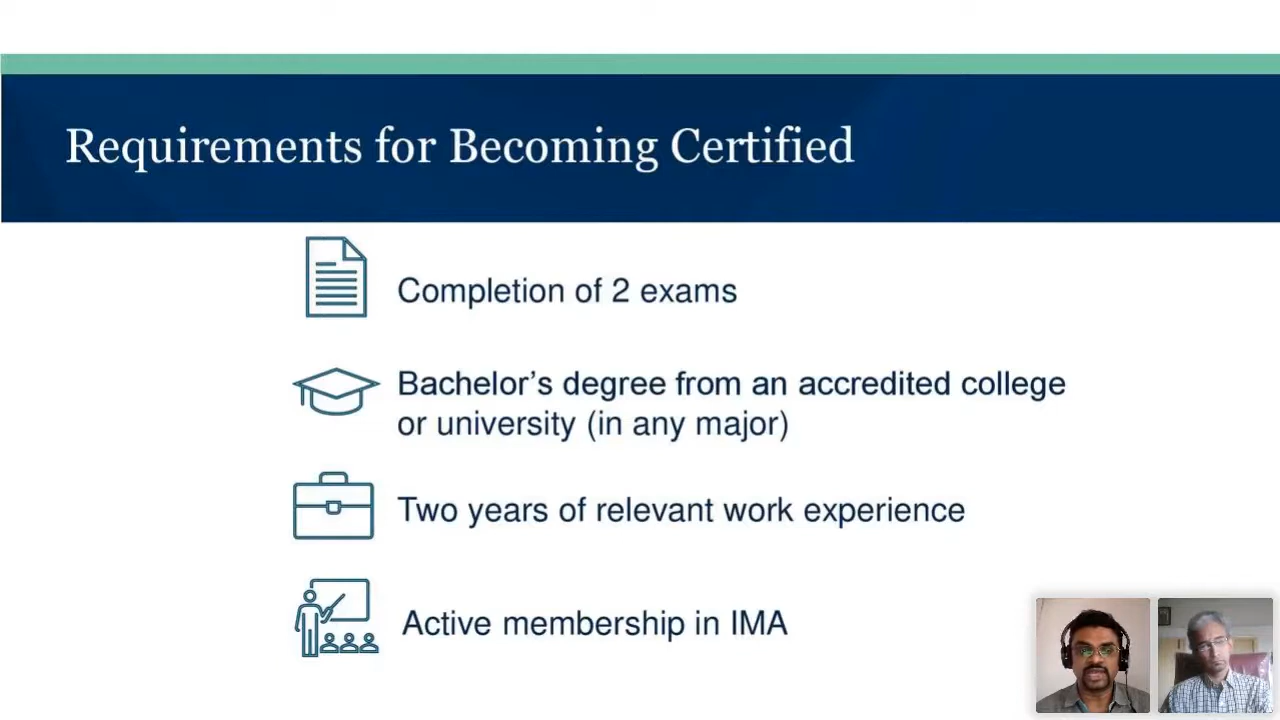 Requirements for Becoming Certified
Completion of 2 exams
Bachelor’s degree from an accredited college
or university (in any major)
Two years of relevant work experience
Active membership in IMA